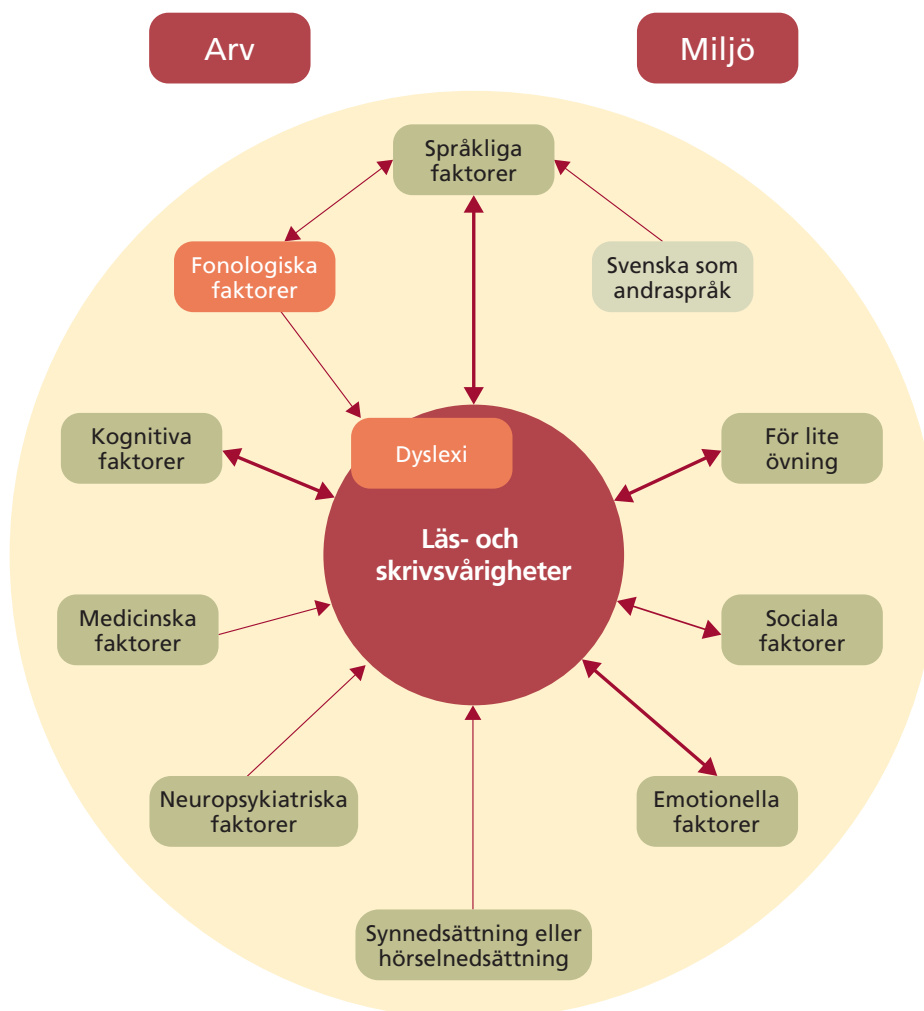 Arv
Miljö
Språkliga
faktorer
Fonologiska
faktorer
Svenska som
andraspråk
Kognitiva
faktorer
Dyslexi
För lite
övning
Läs- och
skrivsvårigheter
Medicinska
faktorer
Sociala
faktorer
Neuropsykiatriska
faktorer
Emotionella
faktorer
Synnedsättning eller
hörselnedsättning